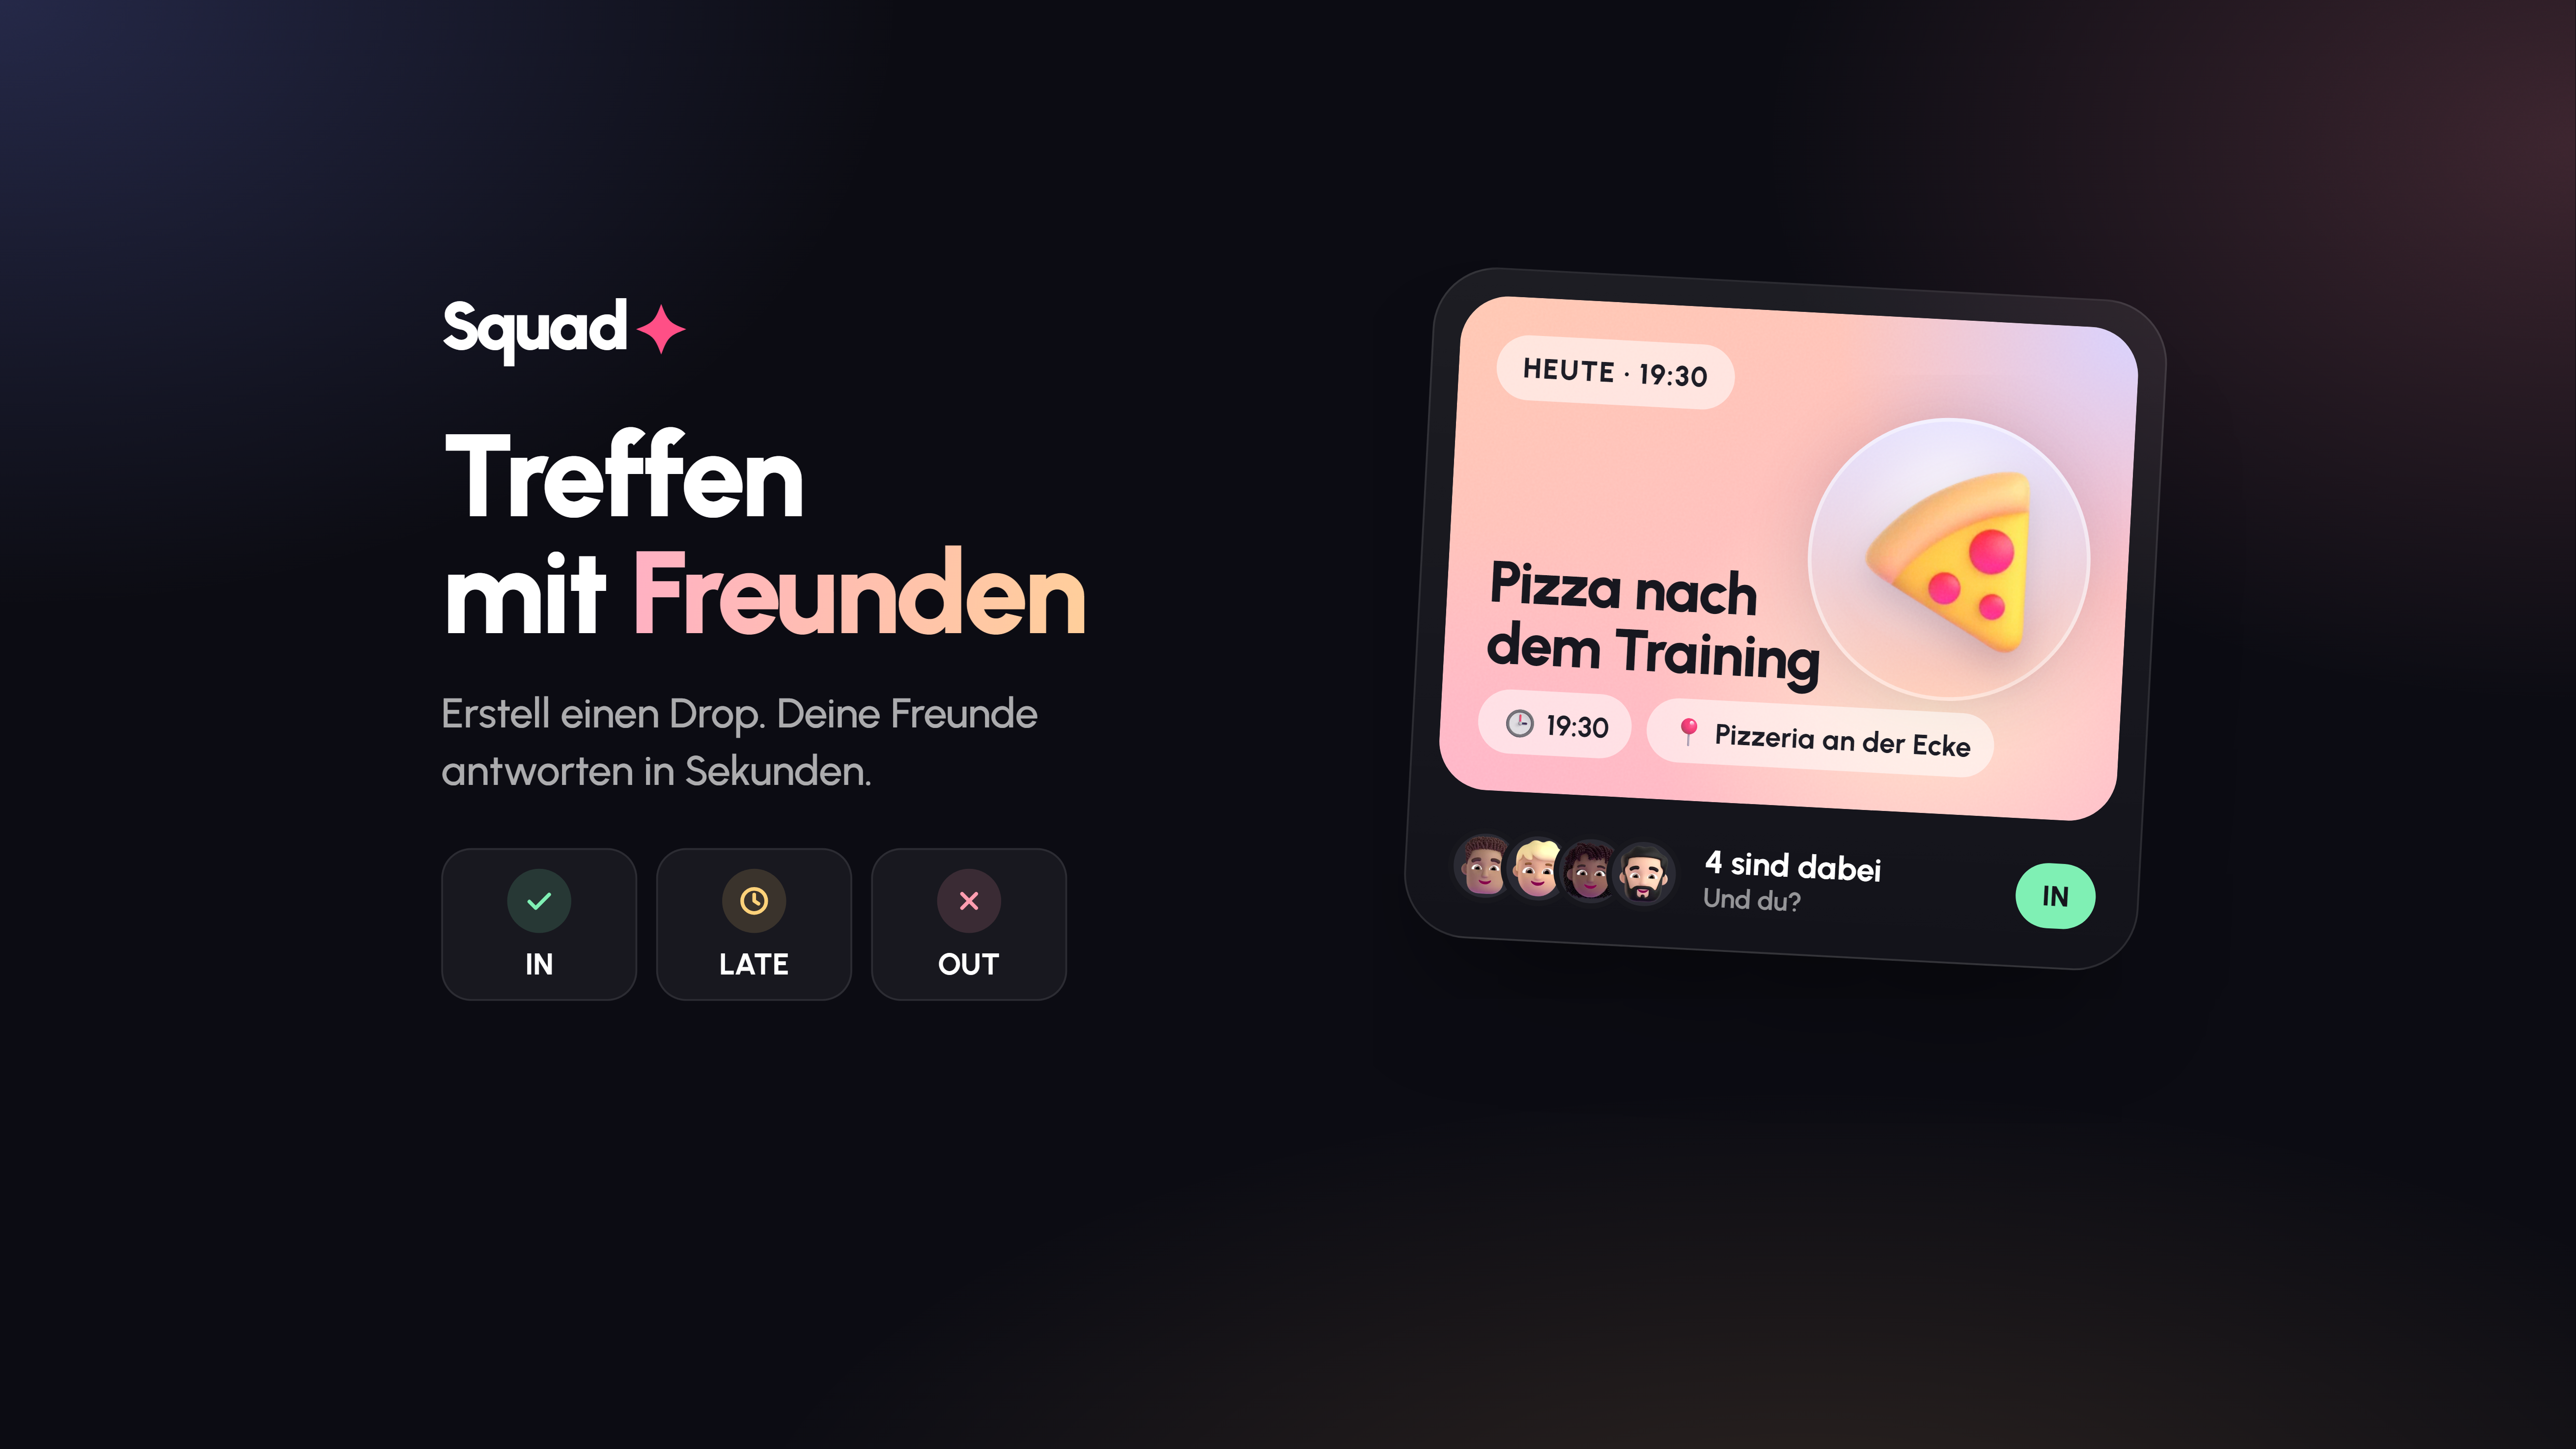 Squad
Treffen
mit Freunden
Erstell einen Drop. Deine Freunde
antworten in Sekunden.
IN
LATE
OUT
HEUTE · 19:30
Pizza nach
dem Training
19:30
Pizzeria an der Ecke
4 sind dabei
Und du?
IN